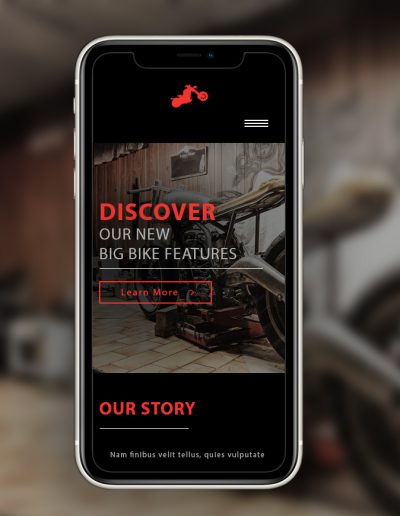 DISCOVER
OUR NEW
BIG BIKE FEATURES
Learn More >
OUR STORY
Nam finibus velit tellus, quies vulputate